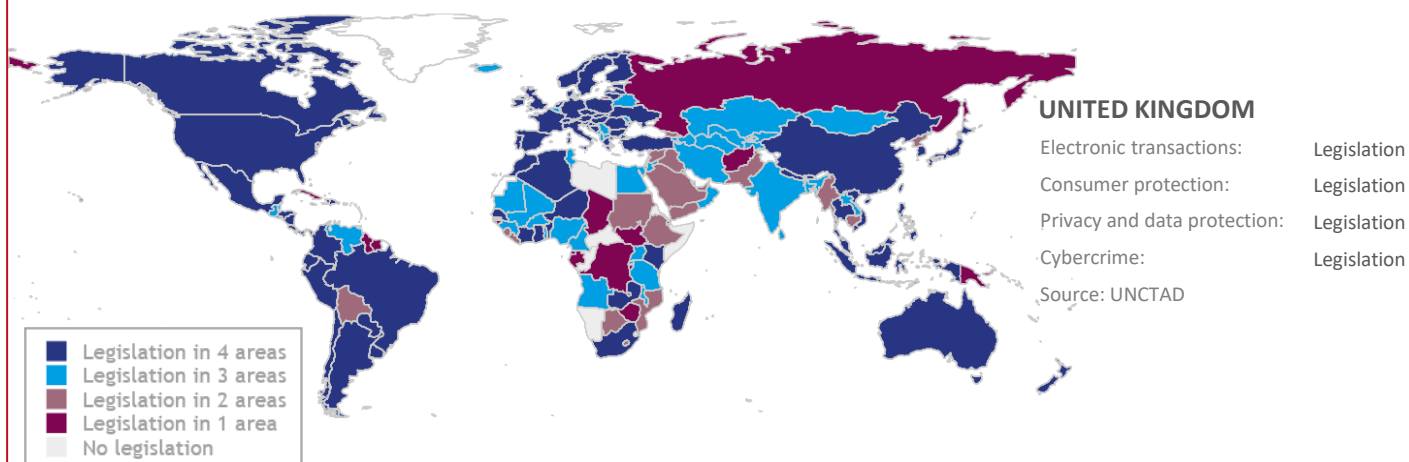 UNITED KINGDOM
Electronic transactions: Legislation
Consumer protection: Legislation
Privacy and data protection: Legislation
Cybercrime: Legislation
Source: UNCTAD
Legislation in 4 areas
Legislation in 3 areas
Legislation in 2 areas
Legislation in 1 area
No legislation